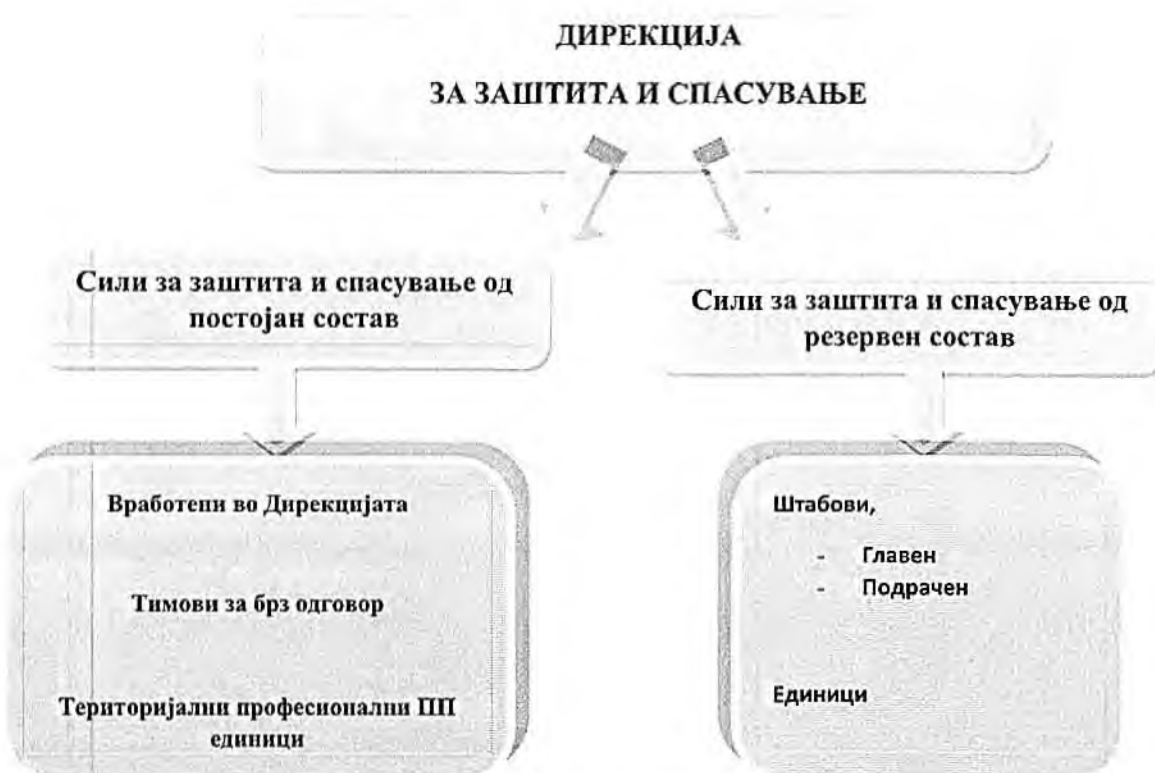 ДИРЕКЦИЈА
ЗА ЗАШТИТА И СПАСУВАЊЕ
Сили за заштита и спасување од
постојан состав
Сили за заштита и спасување од
резервен состав
Вработени во Дирекцијата
Тимови за брз одговор
Територијални професионални ПП
единици
Штабови,
- Главен
- Подрачен
Единици